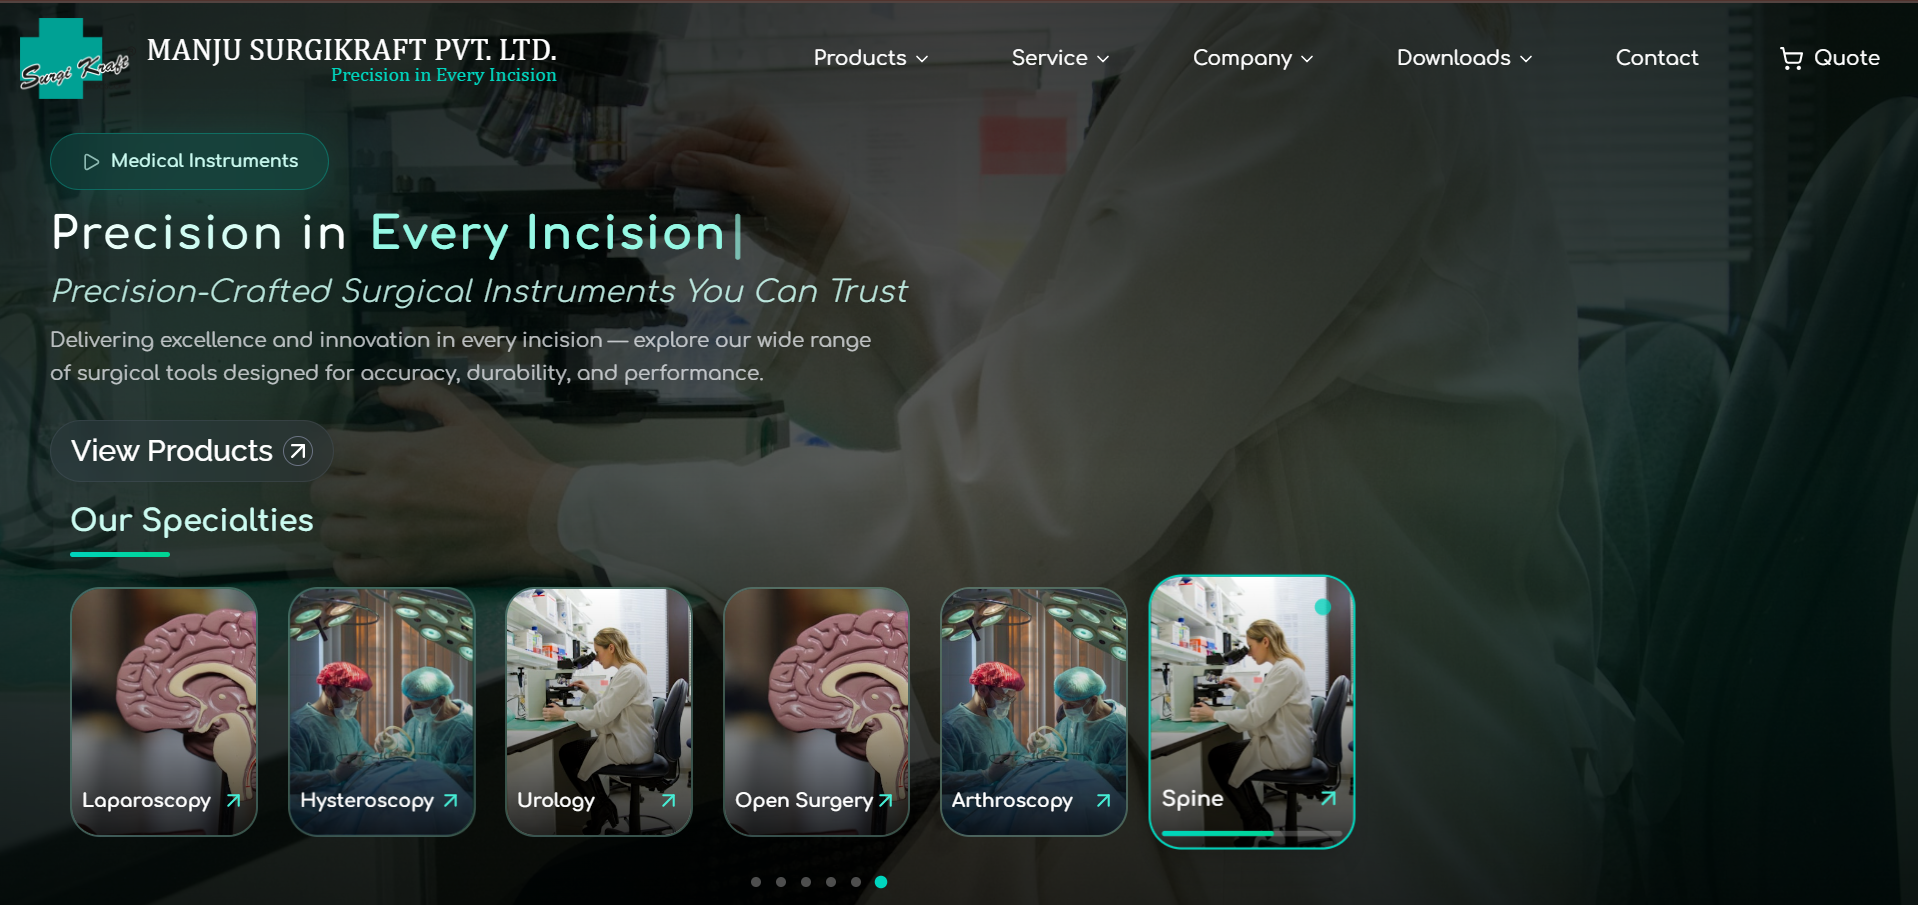 Surgi Kraft
MANJU SURGIKRAFT PVT. LTD.
Precision in Every Incision
Products
Service
Company
Downloads
Contact
Quote
Medical Instruments
Precision in Every Incision|
Precision-Crafted Surgical Instruments You Can Trust
Delivering excellence and innovation in every incision — explore our wide range
of surgical tools designed for accuracy, durability, and performance.
View Products
Our Specialties
Laparoscopy
Hysteroscopy
Urology
Open Surgery
Arthroscopy
Spine